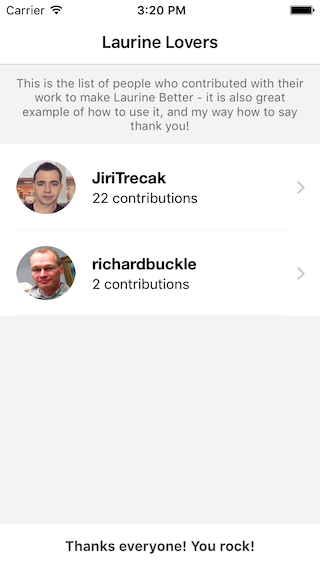 Carrier 3:20 PM
Laurine Lovers
This is the list of people who contributed with their
work to make Laurine Better - it is also great
example of how to use it, and my way how to say
thank you!
JiriTrecak
22 contributions
richardbuckle
2 contributions
Thanks everyone! You rock!